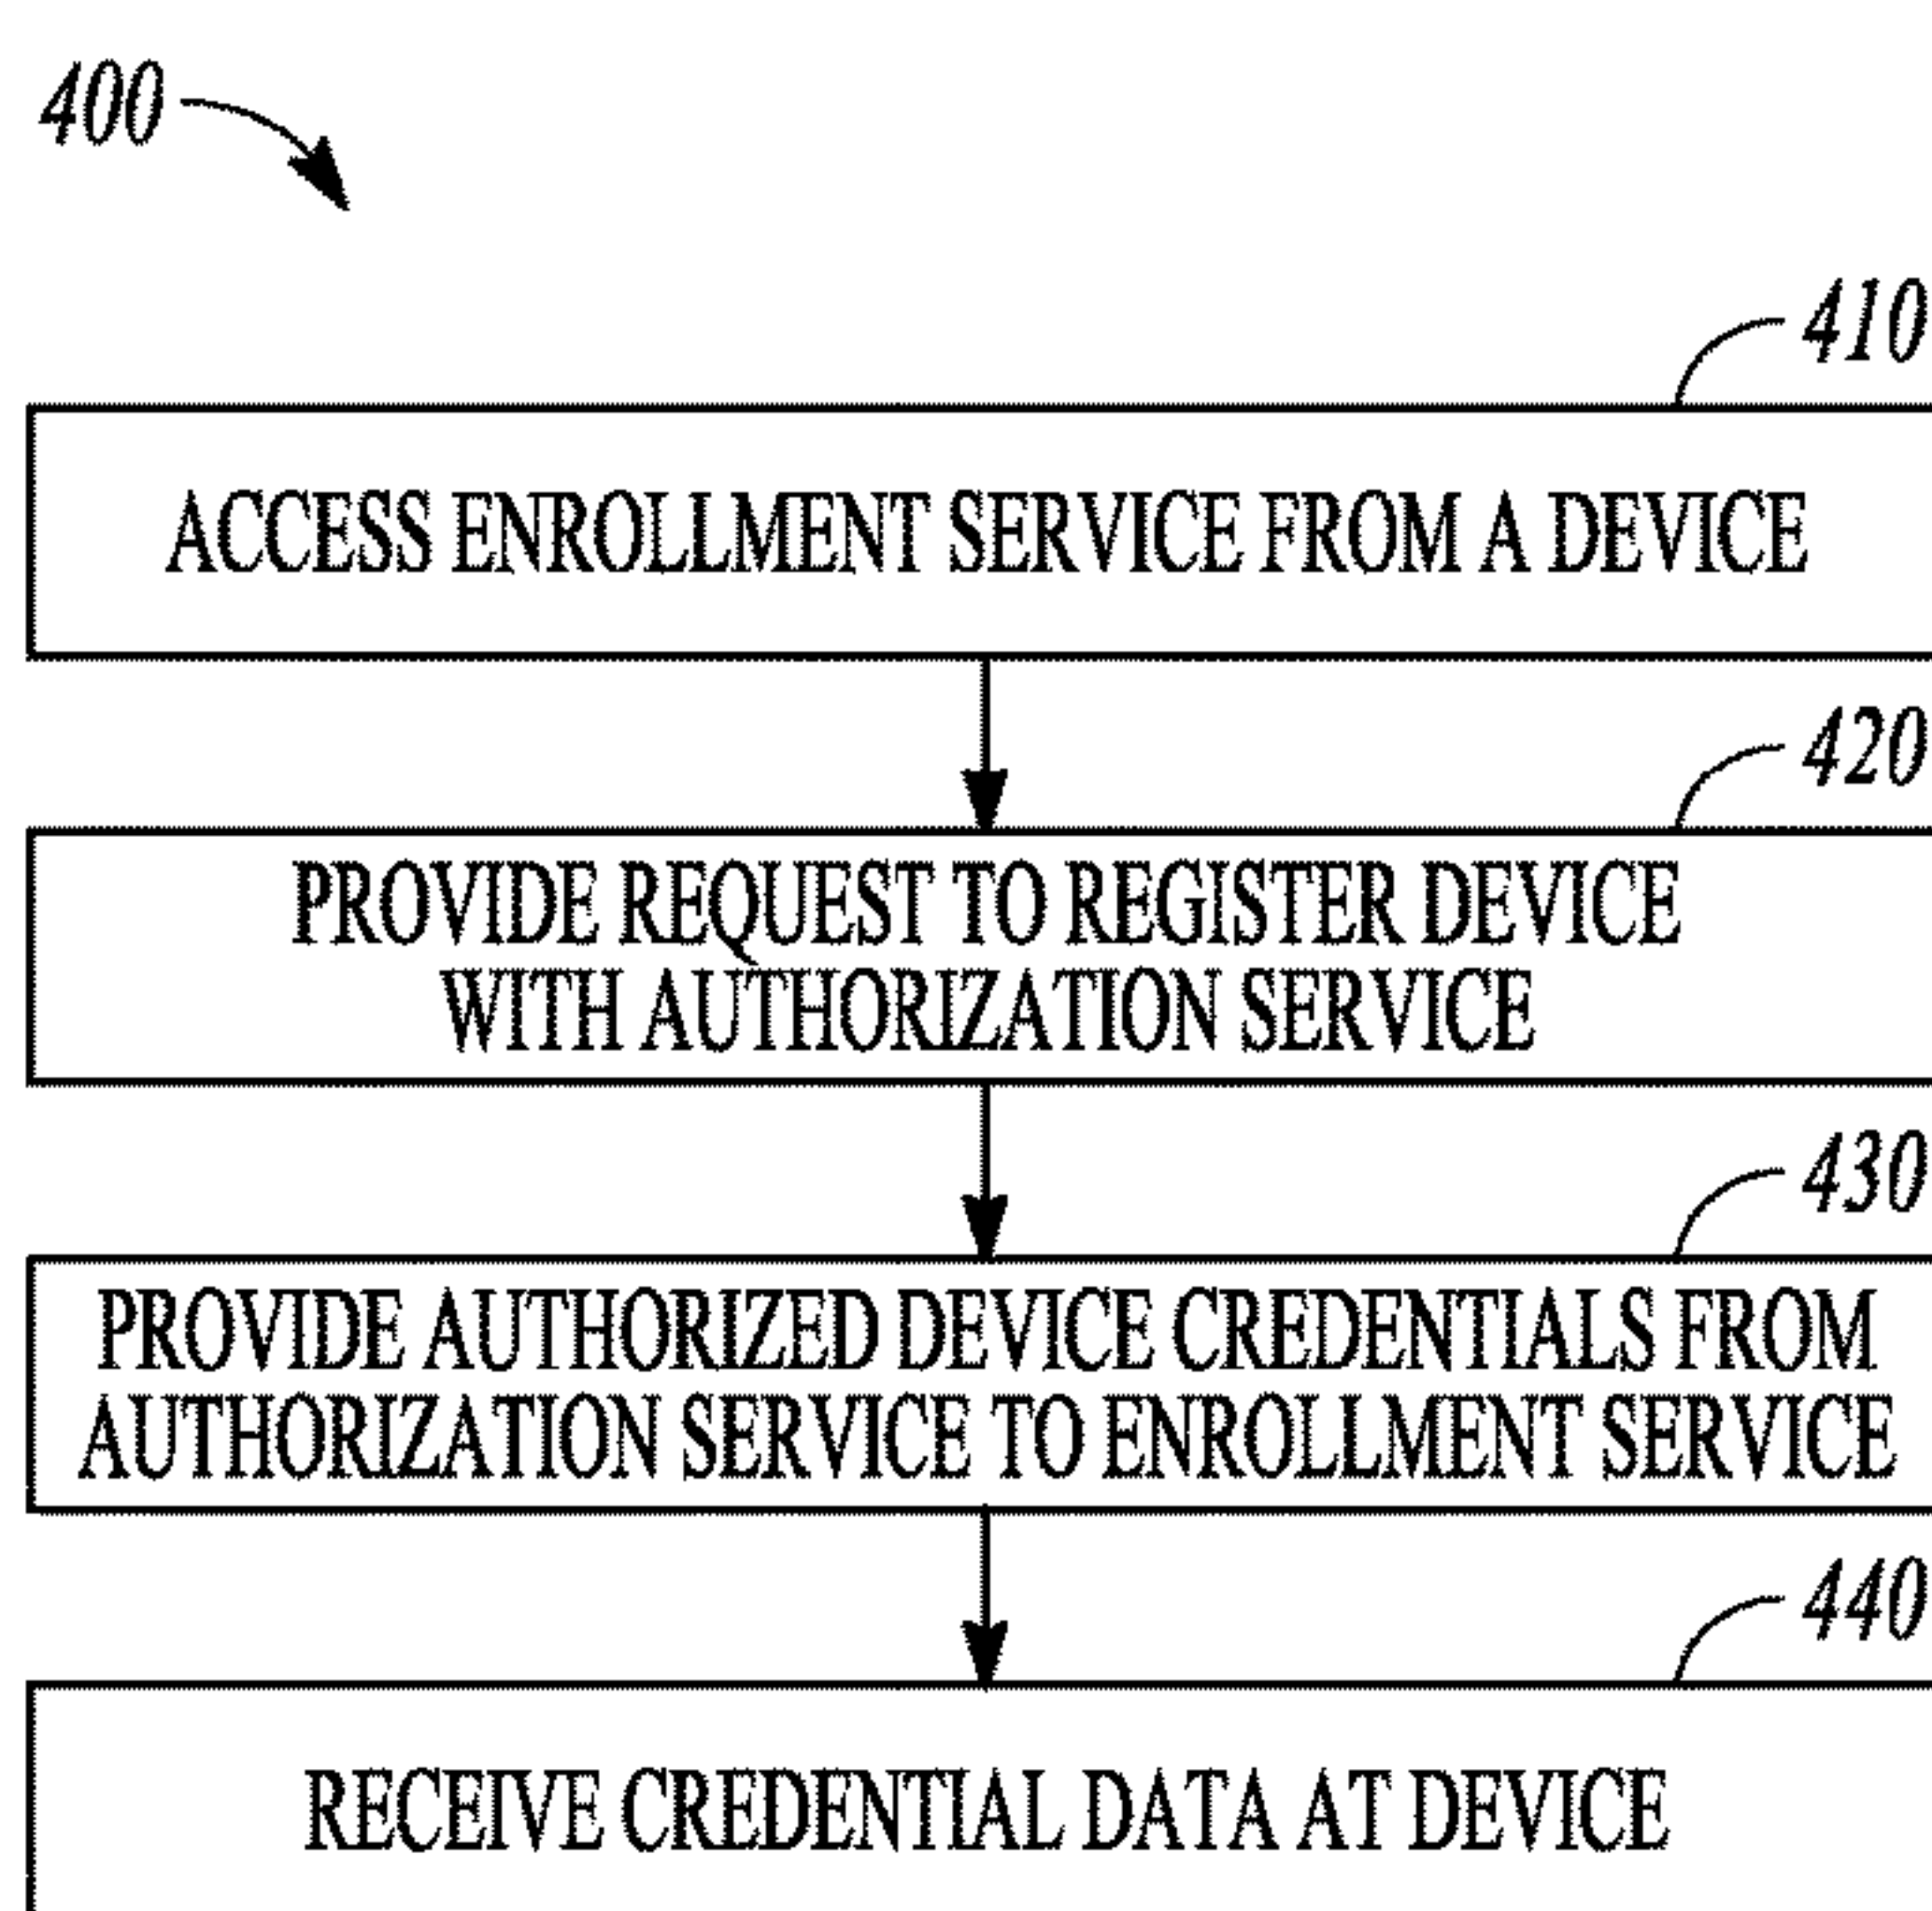 400
410
ACCESS ENROLLMENT SERVICE FROM A DEVICE
420
PROVIDE REQUEST TO REGISTER DEVICE
WITH AUTHORIZATION SERVICE
430
PROVIDE AUTHORIZED DEVICE CREDENTIALS FROM
AUTHORIZATION SERVICE TO ENROLLMENT SERVICE
440
RECEIVE CREDENTIAL DATA AT DEVICE